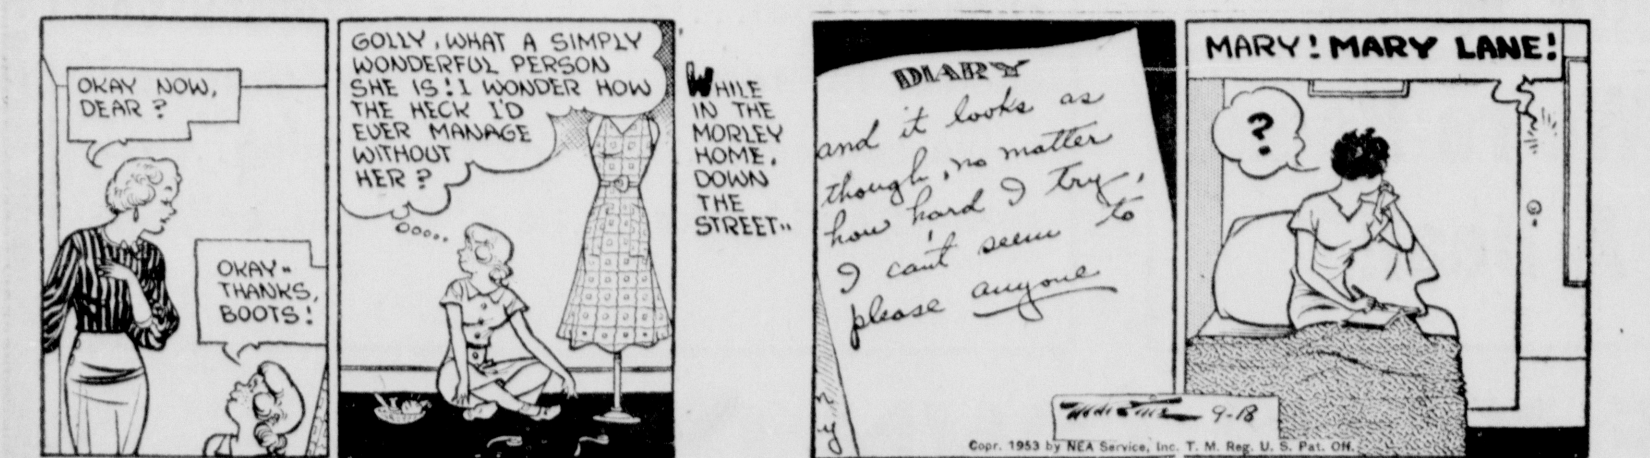 OKAY NOW,
DEAR?
OKAY--
THANKS,
BOOTS!
GOLLY, WHAT A SIMPLY
WONDERFUL PERSON
SHE IS!! I WONDER HOW
THE HECK I'D
EVER MANAGE
WITHOUT
HER?
WHILE
IN THE
MORLEY
HOME,
DOWN
THE
STREET--
DIARY
and it looks as
though, no matter
how hard I try,
I can't seem to
please anyone
9-18
Copr. 1953 by NEA Service, Inc. T. M. Reg. U. S. Pat. Off.
MARY! MARY LANE!
?